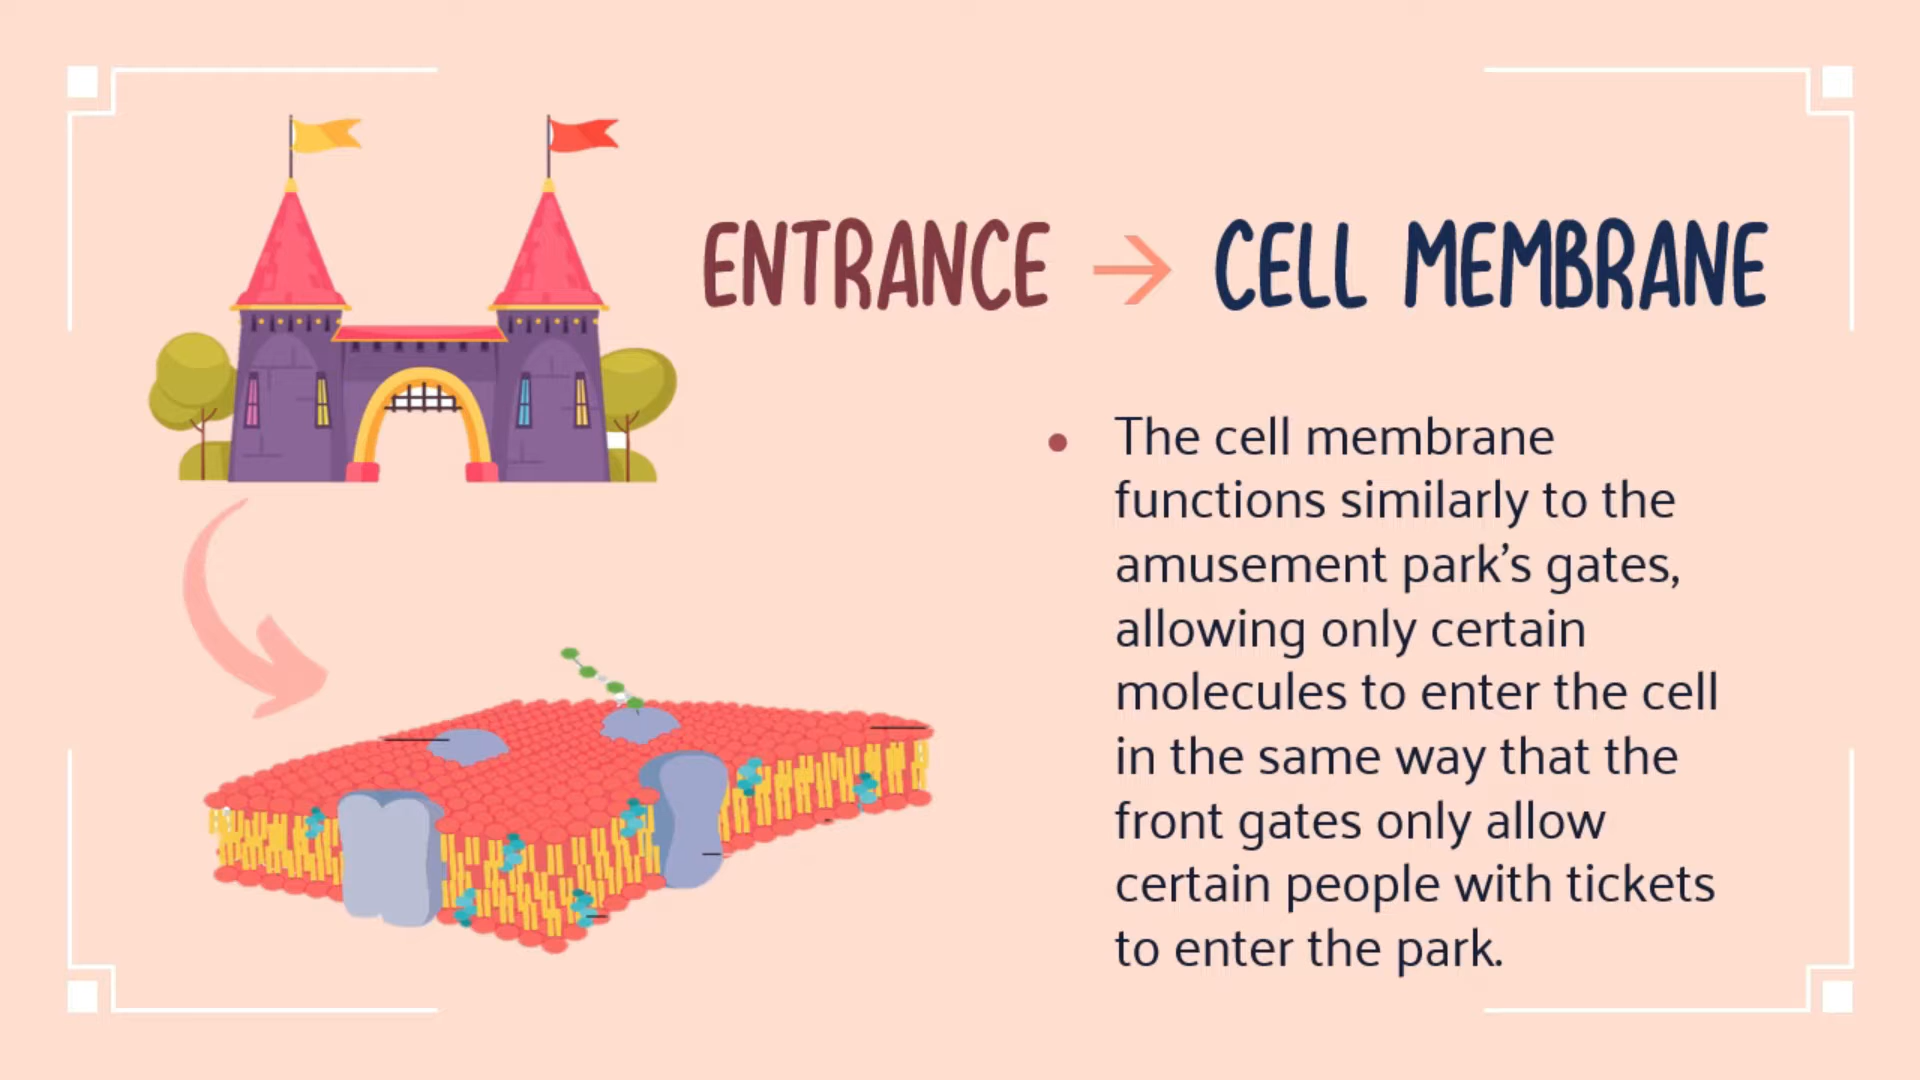 ENTRANCE → CELL MEMBRANE
• The cell membrane
functions similarly to the
amusement park’s gates,
allowing only certain
molecules to enter the cell
in the same way that the
front gates only allow
certain people with tickets
to enter the park.